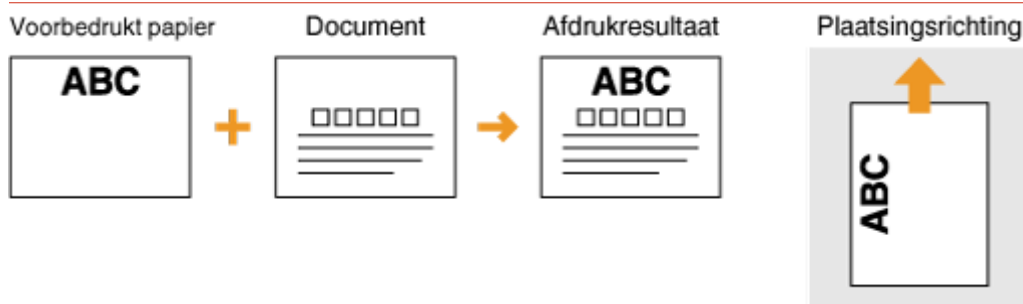 Voorbedrukt papier
Document
Afdrukresultaat
Plaatsingsrichting
ABC
ABC
ABC